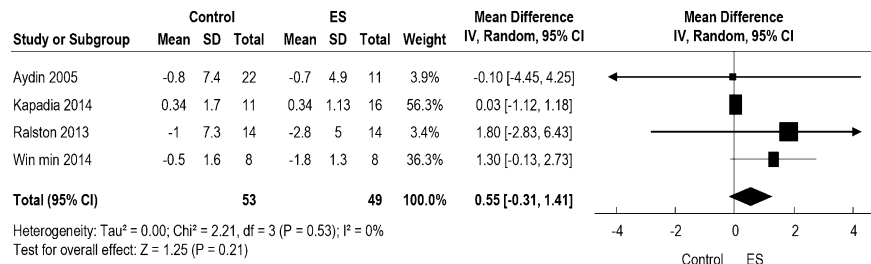 Control ES Mean Difference Mean Difference
Study or Subgroup Mean SD Total Mean SD Total Weight IV, Random, 95% CI IV, Random, 95% CI
Aydin 2005 -0.8 7.4 22 -0.7 4.9 11 3.9% -0.10 [-4.45, 4.25]
Kapadia 2014 0.34 1.7 11 0.34 1.13 16 56.3% 0.03 [-1.12, 1.18]
Ralston 2013 -1 7.3 14 -2.8 5 14 3.4% 1.80 [-2.83, 6.43]
Win min 2014 -0.5 1.6 8 -1.8 1.3 8 36.3% 1.30 [-0.13, 2.73]
Total (95% CI) 53 49 100.0% 0.55 [-0.31, 1.41]
Heterogeneity: Tau² = 0.00; Chi² = 2.21, df = 3 (P = 0.53); I² = 0%
Test for overall effect: Z = 1.25 (P = 0.21)
-4 -2 0 2 4
Control ES